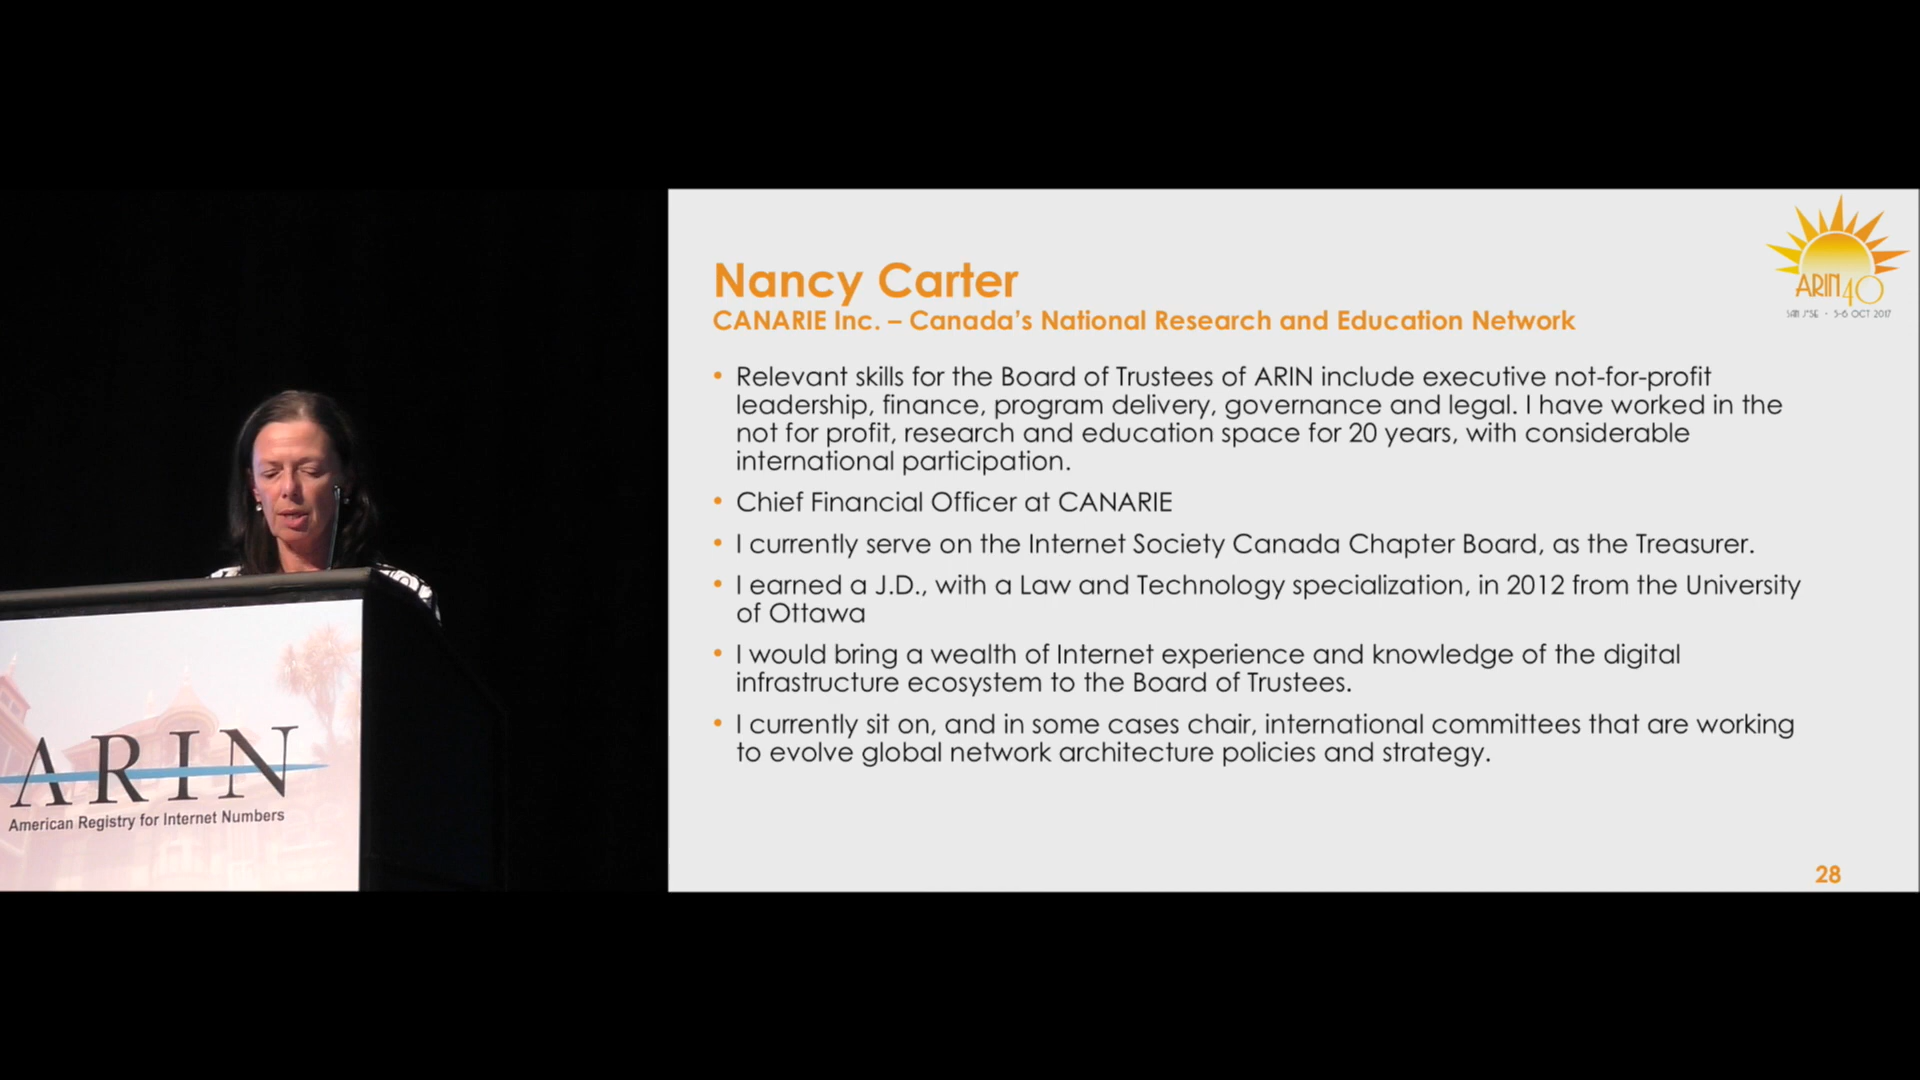 ARIN
American Registry for Internet Numbers
ARIN 40
SAN JOSE • 5-6 OCT 2017
Nancy Carter
CANARIE Inc. – Canada’s National Research and Education Network
• Relevant skills for the Board of Trustees of ARIN include executive not-for-profit
leadership, finance, program delivery, governance and legal. I have worked in the
not for profit, research and education space for 20 years, with considerable
international participation.
• Chief Financial Officer at CANARIE
• I currently serve on the Internet Society Canada Chapter Board, as the Treasurer.
• I earned a J.D., with a Law and Technology specialization, in 2012 from the University
of Ottawa
• I would bring a wealth of Internet experience and knowledge of the digital
infrastructure ecosystem to the Board of Trustees.
• I currently sit on, and in some cases chair, international committees that are working
to evolve global network architecture policies and strategy.
28